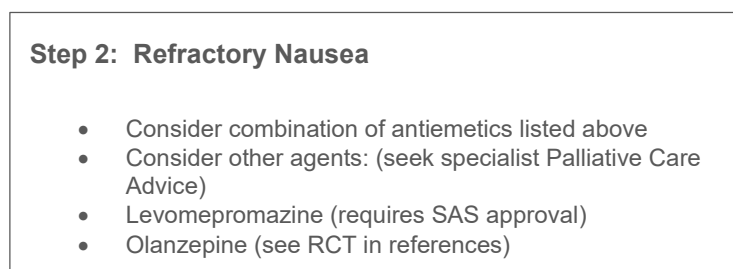 Step 2:  Refractory Nausea
• Consider combination of antiemetics listed above
• Consider other agents: (seek specialist Palliative Care
Advice)
• Levomepromazine (requires SAS approval)
• Olanzepine (see RCT in references)